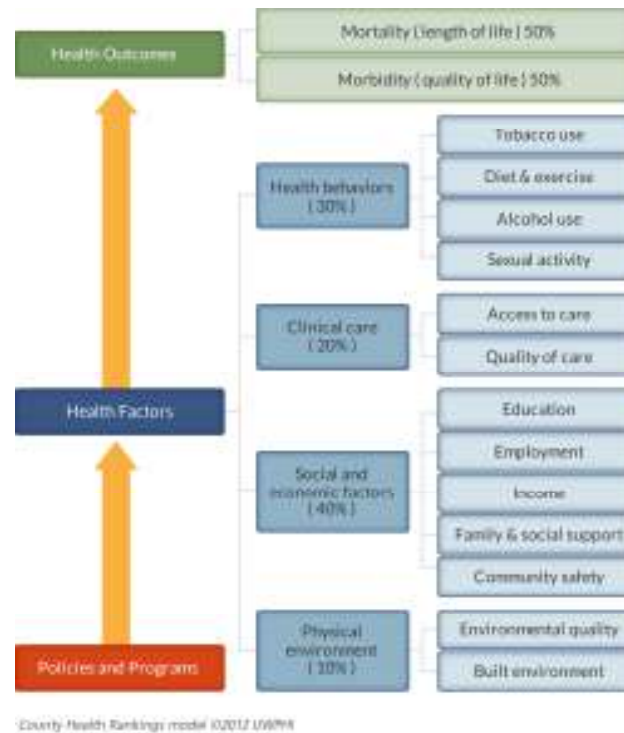 Health Outcomes
Mortality (length of life) 50%
Morbidity (quality of life) 50%
Health behaviors
(30%)
Tobacco use
Diet & exercise
Alcohol use
Sexual activity
Clinical care
(20%)
Access to care
Quality of care
Health Factors
Social and
economic factors
(40%)
Education
Employment
Income
Family & social support
Community safety
Physical
environment
(10%)
Environmental quality
Built environment
Policies and Programs
County Health Rankings model ©2012 UWPHI